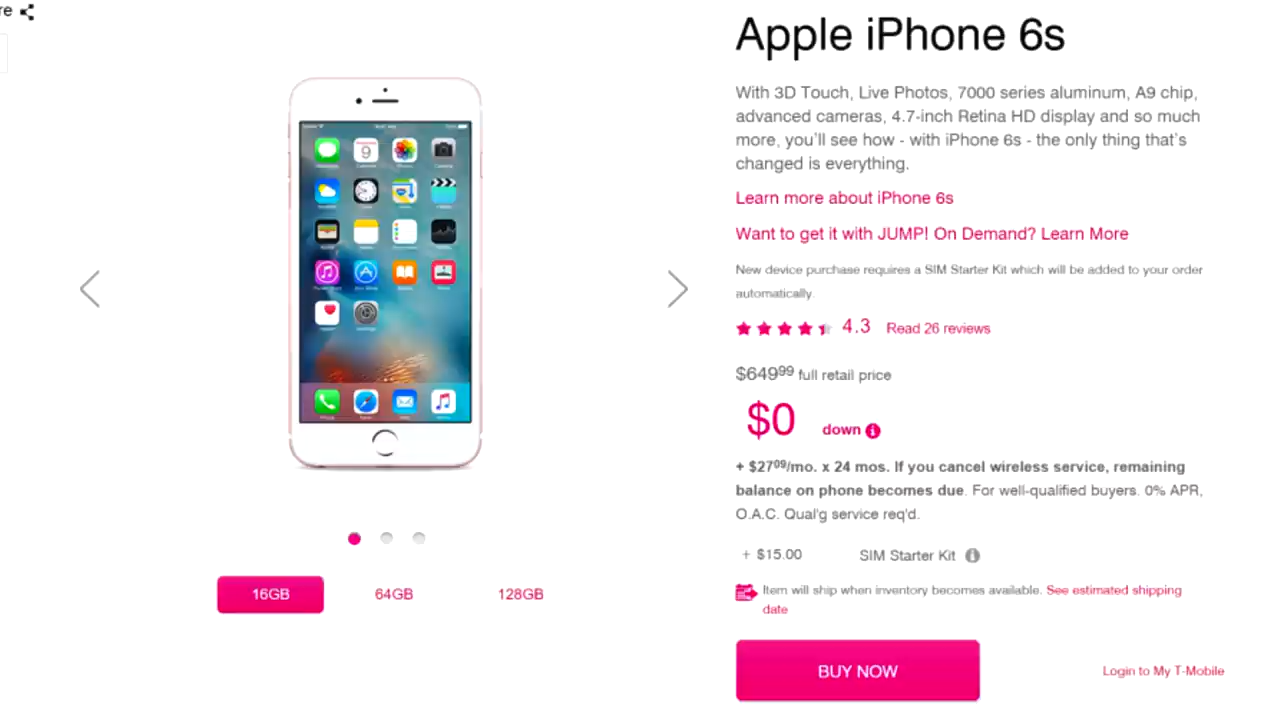 re
Apple iPhone 6s
With 3D Touch, Live Photos, 7000 series aluminum, A9 chip,
advanced cameras, 4.7-inch Retina HD display and so much
more, you'll see how - with iPhone 6s - the only thing that's
changed is everything.
Learn more about iPhone 6s
Want to get it with JUMP! On Demand? Learn More
New device purchase requires a SIM Starter Kit which will be added to your order
automatically.
4.3 Read 26 reviews
$649.99 full retail price
$0 down
+ $27.09/mo. x 24 mos. If you cancel wireless service, remaining
balance on phone becomes due. For well-qualified buyers. 0% APR,
O.A.C. Qual'g service req'd.
+ $15.00 SIM Starter Kit
Item will ship when inventory becomes available. See estimated shipping
date
BUY NOW
Login to My T-Mobile
9
16GB 64GB 128GB